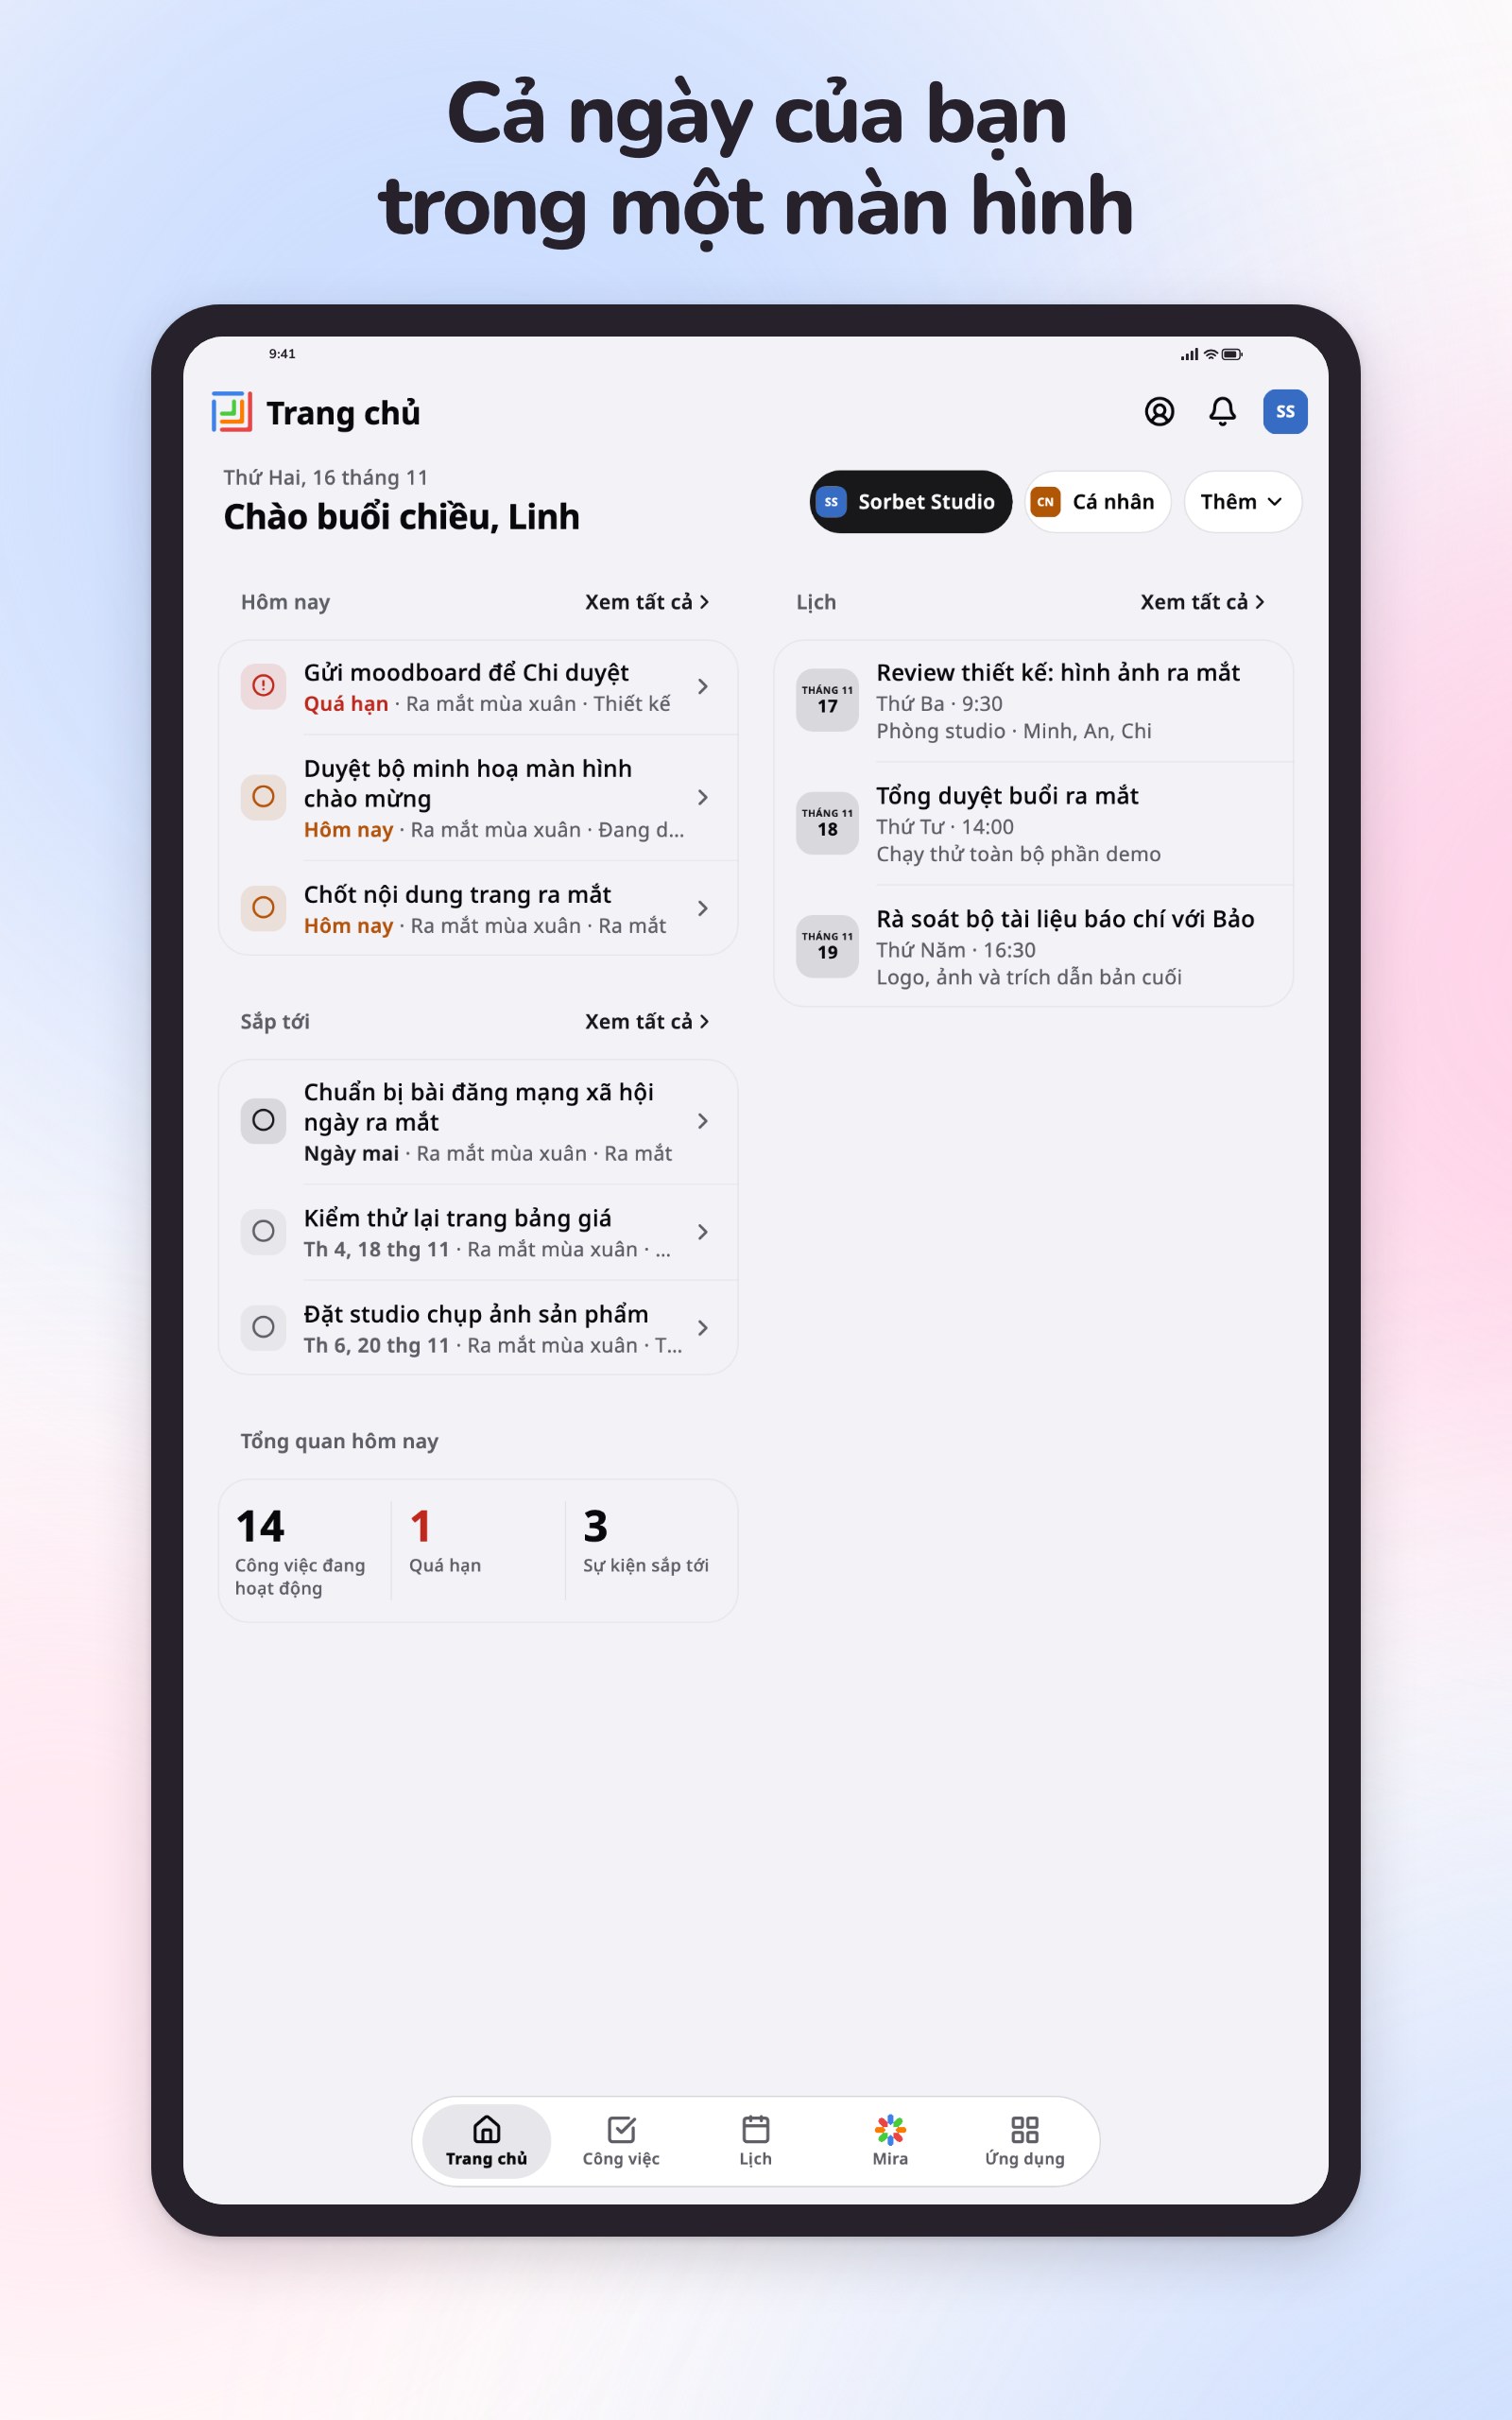 Cả ngày của bạn
trong một màn hình
9:41
Trang chủ
SS
Thứ Hai, 16 tháng 11
Chào buổi chiều, Linh
SS Sorbet Studio
CN Cá nhân
Thêm
Hôm nay
Xem tất cả
Gửi moodboard để Chi duyệt
Quá hạn · Ra mắt mùa xuân · Thiết kế
Duyệt bộ minh hoạ màn hình
chào mừng
Hôm nay · Ra mắt mùa xuân · Đang d...
Chốt nội dung trang ra mắt
Hôm nay · Ra mắt mùa xuân · Ra mắt
Sắp tới
Xem tất cả
Chuẩn bị bài đăng mạng xã hội
ngày ra mắt
Ngày mai · Ra mắt mùa xuân · Ra mắt
Kiểm thử lại trang bảng giá
Th 4, 18 thg 11 · Ra mắt mùa xuân · ...
Đặt studio chụp ảnh sản phẩm
Th 6, 20 thg 11 · Ra mắt mùa xuân · T...
Tổng quan hôm nay
14
Công việc đang
hoạt động
1
Quá hạn
3
Sự kiện sắp tới
Lịch
Xem tất cả
THÁNG 11
17
Review thiết kế: hình ảnh ra mắt
Thứ Ba · 9:30
Phòng studio · Minh, An, Chi
THÁNG 11
18
Tổng duyệt buổi ra mắt
Thứ Tư · 14:00
Chạy thử toàn bộ phần demo
THÁNG 11
19
Rà soát bộ tài liệu báo chí với Bảo
Thứ Năm · 16:30
Logo, ảnh và trích dẫn bản cuối
Trang chủ
Công việc
Lịch
Mira
Ứng dụng